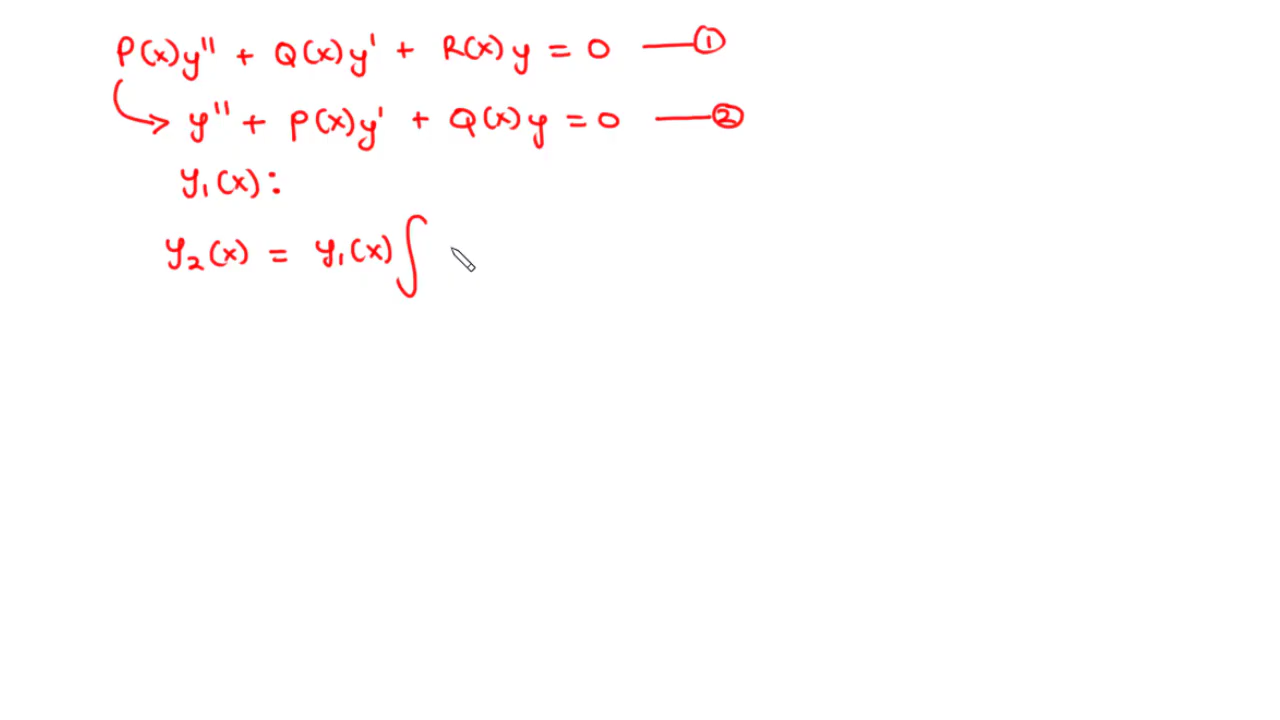 P(x)y" + Q(x)y' + R(x)y = 0 —①
y" + P(x)y' + Q(x)y = 0 —②
y₁(x):
y₂(x) = y₁(x)∫